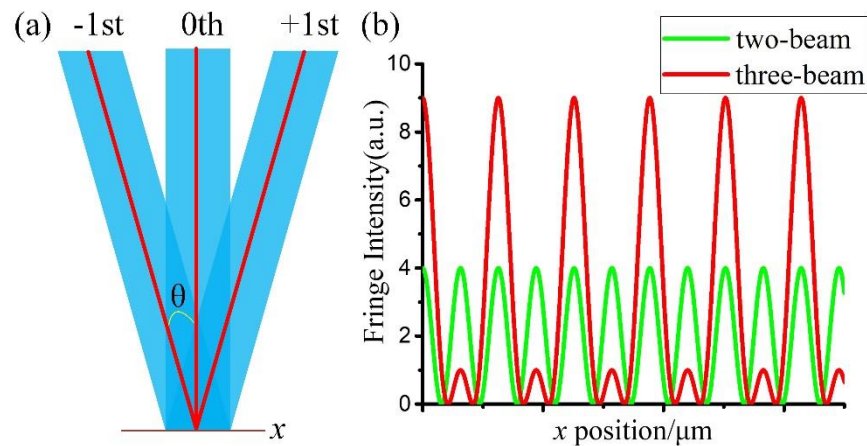 (a)
-1st 0th +1st
θ
x
(b)
two-beam
three-beam
Fringe Intensity(a.u.)
10
8
6
4
2
0
x position/μm